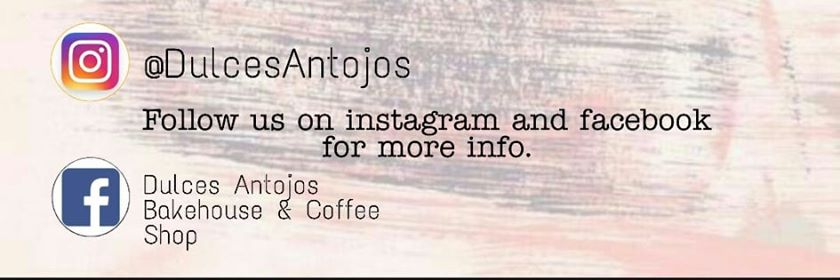 @DulcesAntojos
Follow us on instagram and facebook
for more info.
Dulces Antojos
Bakehouse & Coffee
Shop